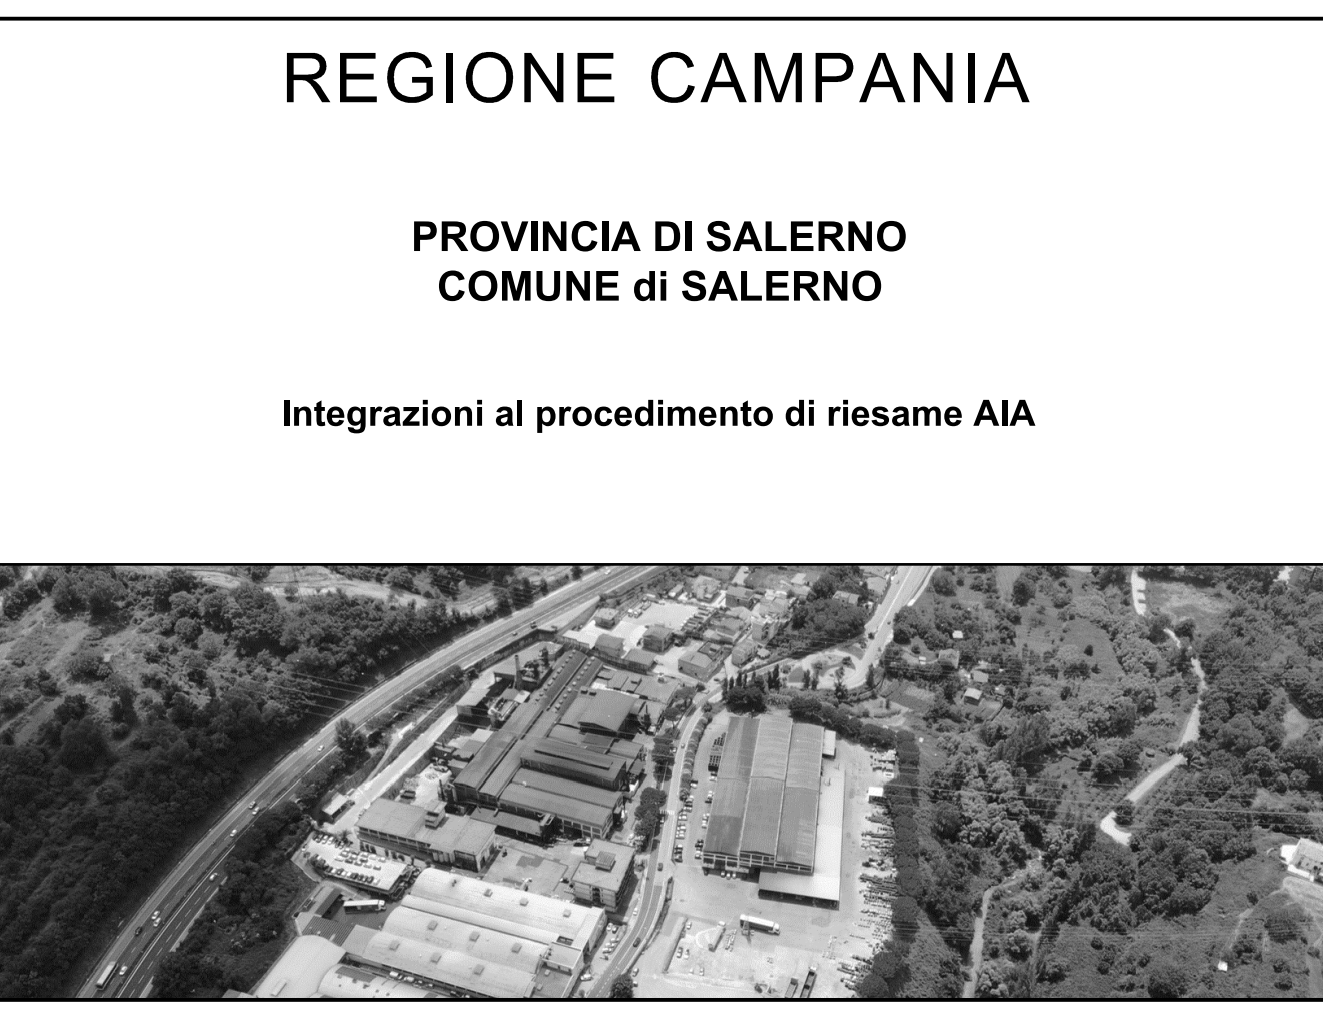 REGIONE CAMPANIA
PROVINCIA DI SALERNO
COMUNE di SALERNO
Integrazioni al procedimento di riesame AIA